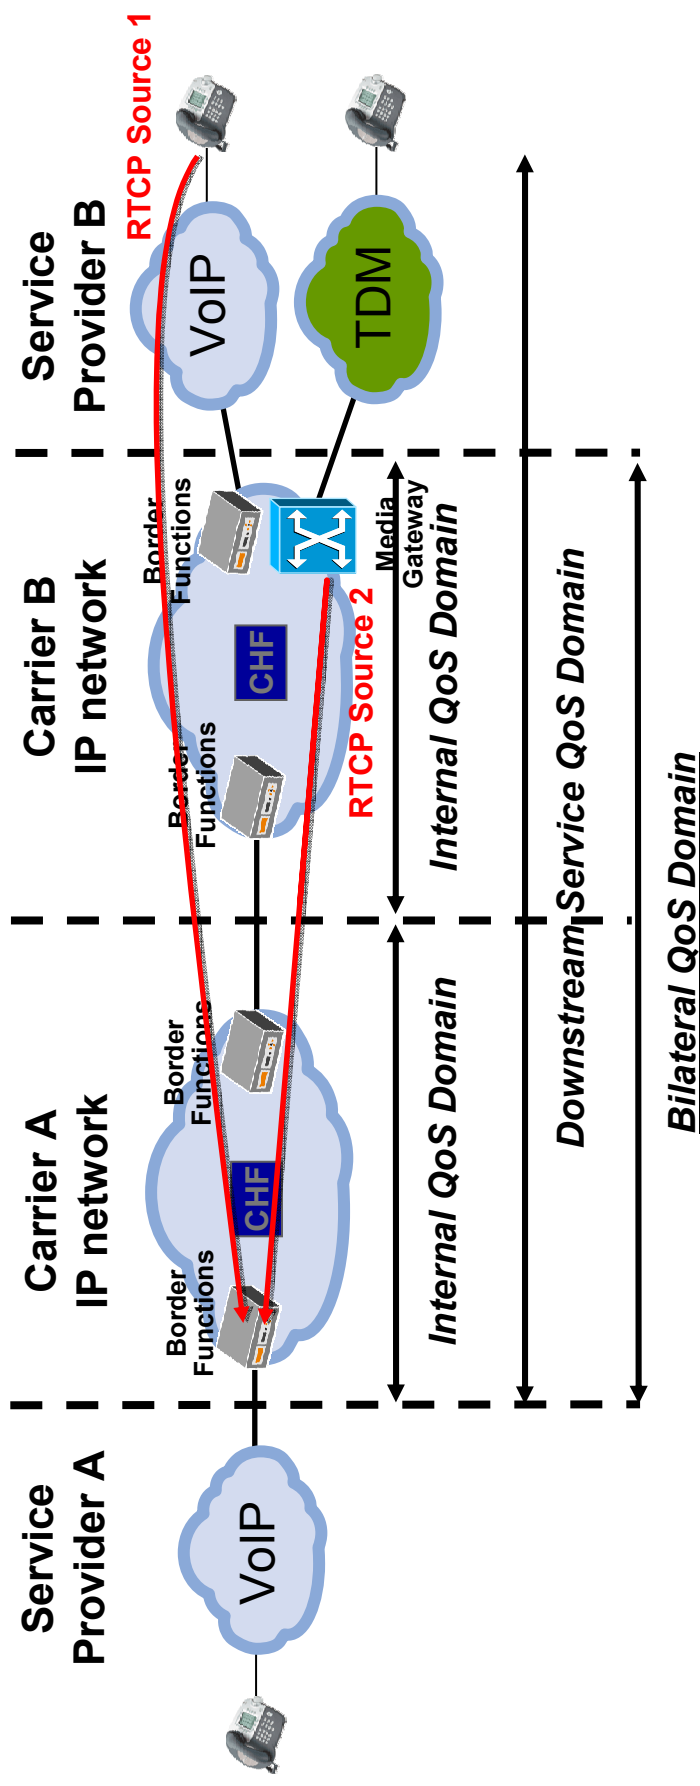 Service
Provider A
Carrier A
IP network
Carrier B
IP network
Service
Provider B
RTCP Source 1
VoIP
Border
Functions
CHF
Border
Functions
Border
Functions
CHF
Border
Functions
Media
Gateway
VoIP
TDM
RTCP Source 2
Internal QoS Domain
Internal QoS Domain
Downstream Service QoS Domain
Bilateral QoS Domain